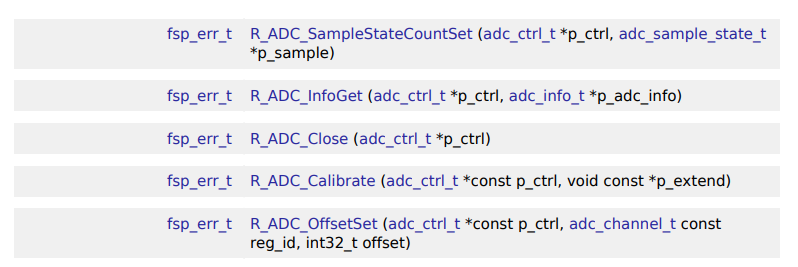 fsp_err_t R_ADC_SampleStateCountSet (adc_ctrl_t *p_ctrl, adc_sample_state_t
*p_sample)
fsp_err_t R_ADC_InfoGet (adc_ctrl_t *p_ctrl, adc_info_t *p_adc_info)
fsp_err_t R_ADC_Close (adc_ctrl_t *p_ctrl)
fsp_err_t R_ADC_Calibrate (adc_ctrl_t *const p_ctrl, void const *p_extend)
fsp_err_t R_ADC_OffsetSet (adc_ctrl_t *const p_ctrl, adc_channel_t const
reg_id, int32_t offset)